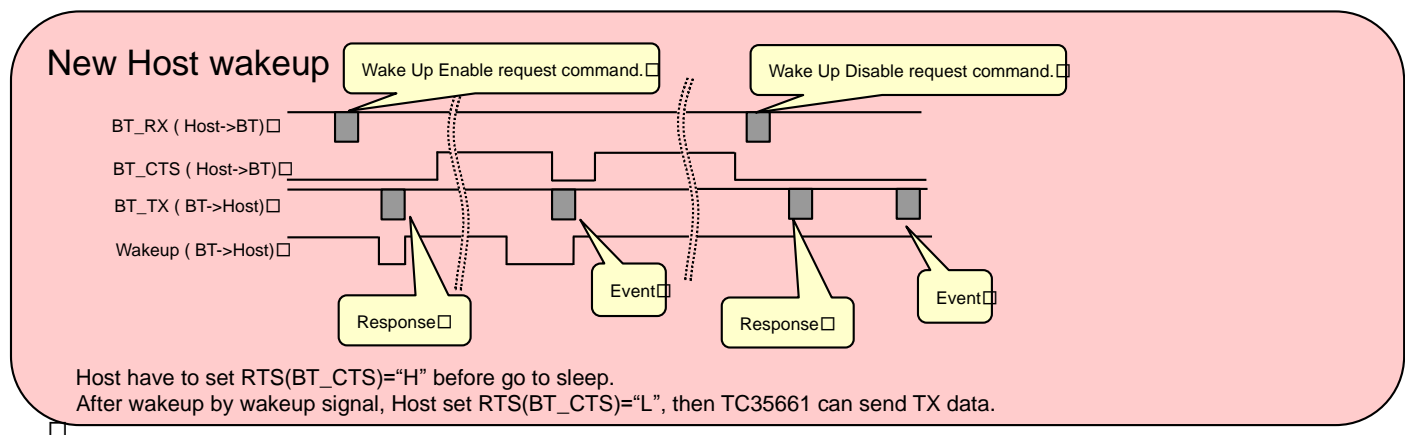 New Host wakeup
Wake Up Enable request command.
Wake Up Disable request command.
BT_RX ( Host->BT)
BT_CTS ( Host->BT)
BT_TX ( BT->Host)
Wakeup ( BT->Host)
Event
Event
Response
Response
Host have to set RTS(BT_CTS)=“H” before go to sleep.
After wakeup by wakeup signal, Host set RTS(BT_CTS)=“L”, then TC35661 can send TX data.